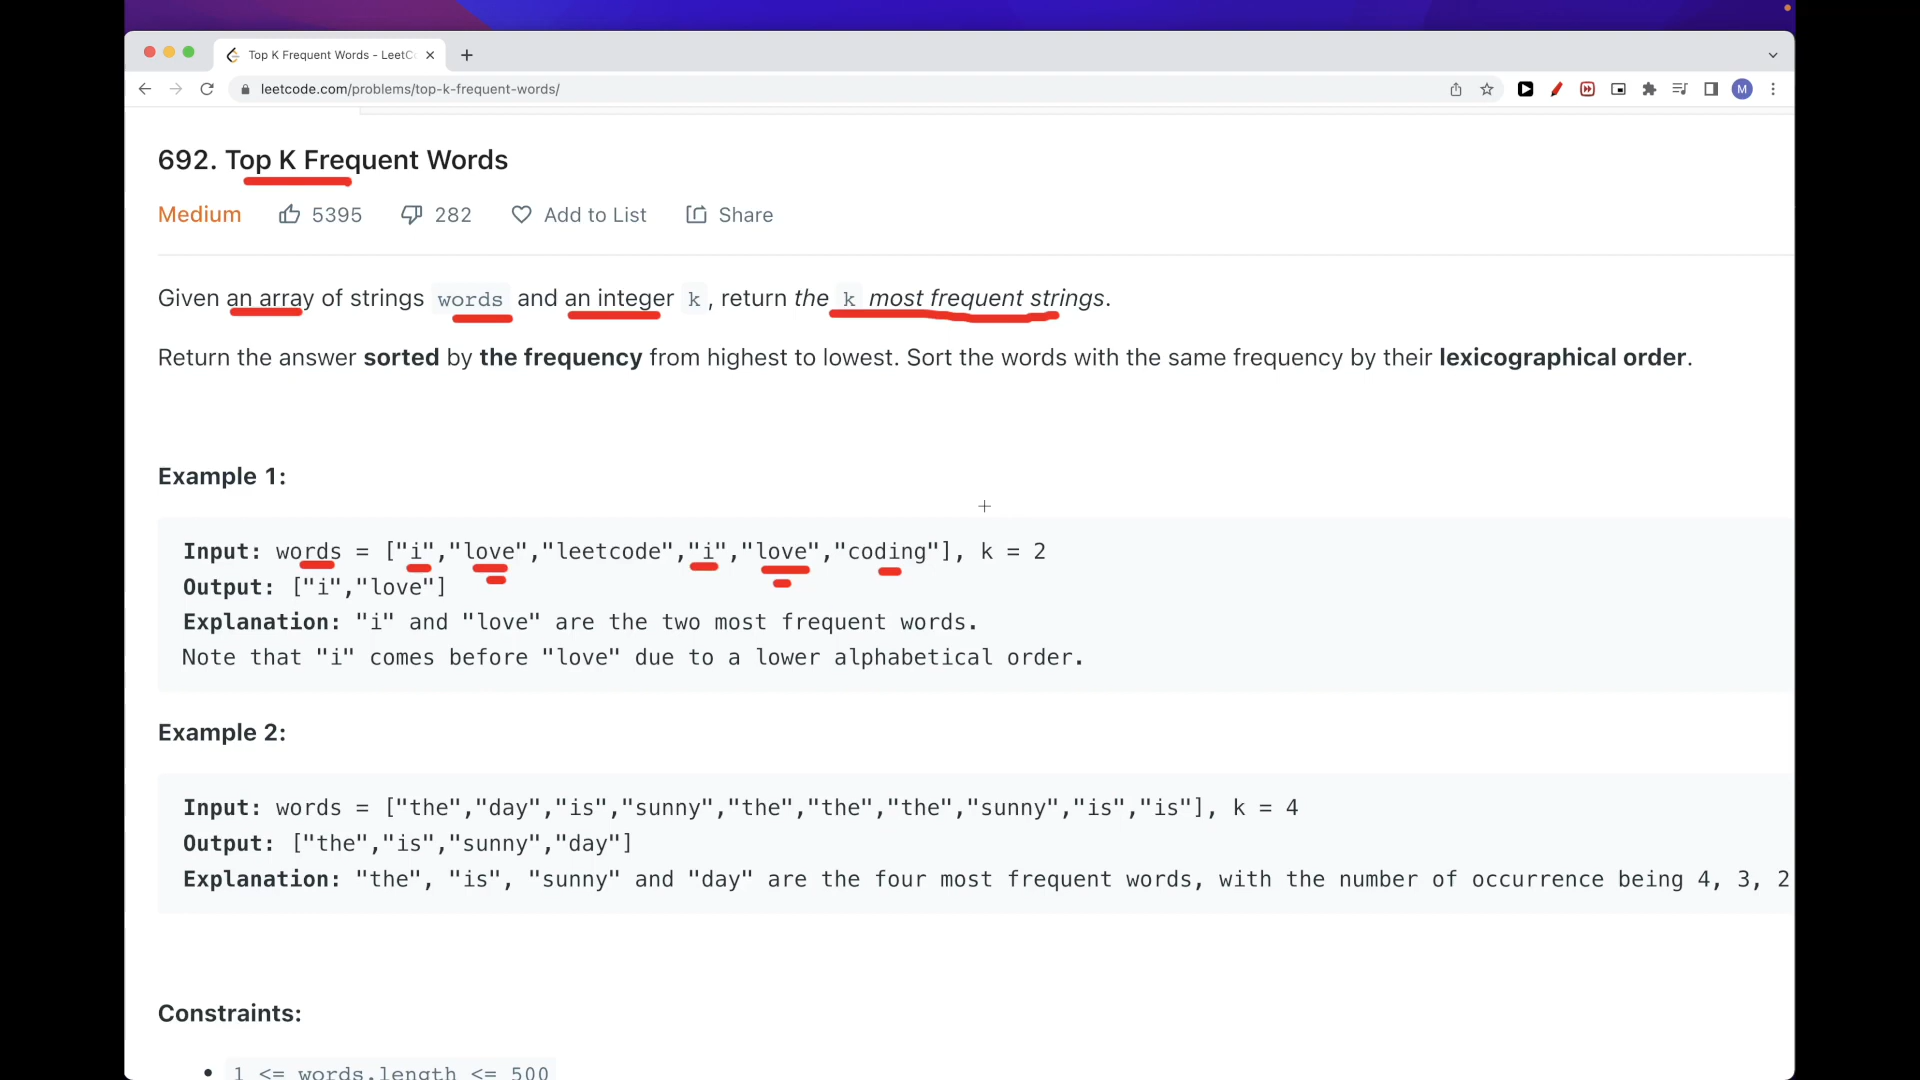 Top K Frequent Words - LeetC
leetcode.com/problems/top-k-frequent-words/
M
692. Top K Frequent Words
Medium 5395 282 Add to List Share
Given an array of strings words and an integer k, return the k most frequent strings.
Return the answer sorted by the frequency from highest to lowest. Sort the words with the same frequency by their lexicographical order.
Example 1:
Input: words = ["i","love","leetcode","i","love","coding"], k = 2
Output: ["i","love"]
Explanation: "i" and "love" are the two most frequent words.
Note that "i" comes before "love" due to a lower alphabetical order.
Example 2:
Input: words = ["the","day","is","sunny","the","the","the","sunny","is","is"], k = 4
Output: ["the","is","sunny","day"]
Explanation: "the", "is", "sunny" and "day" are the four most frequent words, with the number of occurrence being 4, 3, 2
Constraints:
• 1 <= words.length <= 500